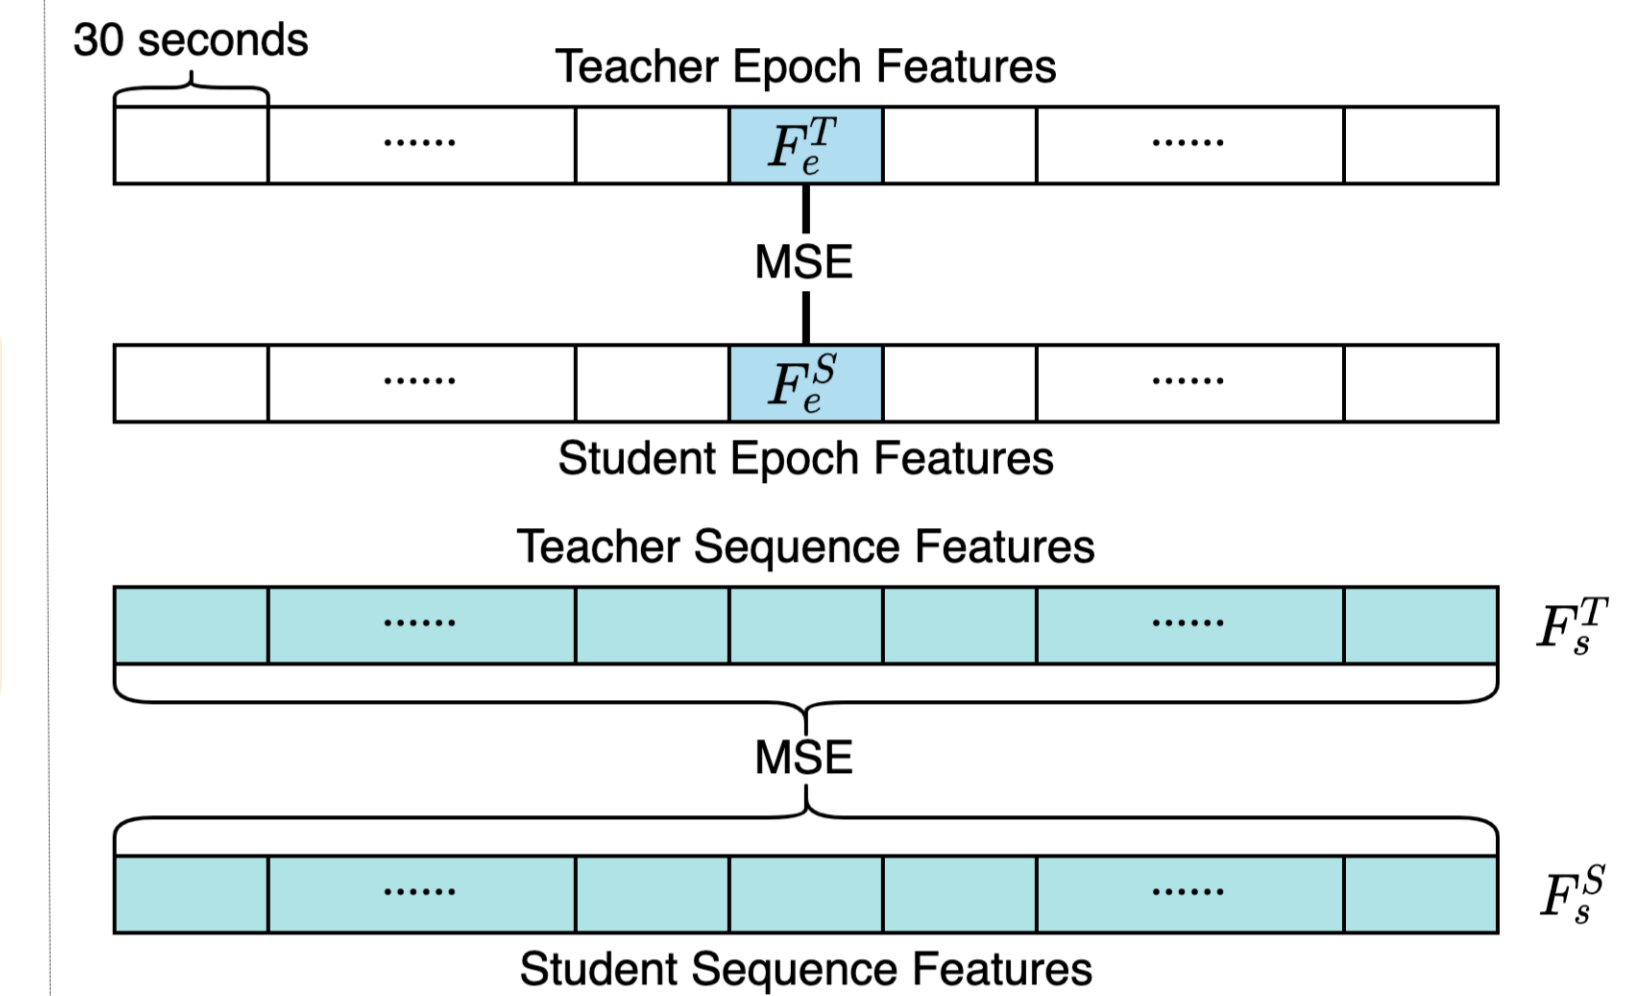 30 seconds
Teacher Epoch Features
...... $F_e^T$ ......
MSE
...... $F_e^S$ ......
Student Epoch Features
Teacher Sequence Features
...... ...... $F_s^T$
MSE
...... ...... $F_s^S$
Student Sequence Features